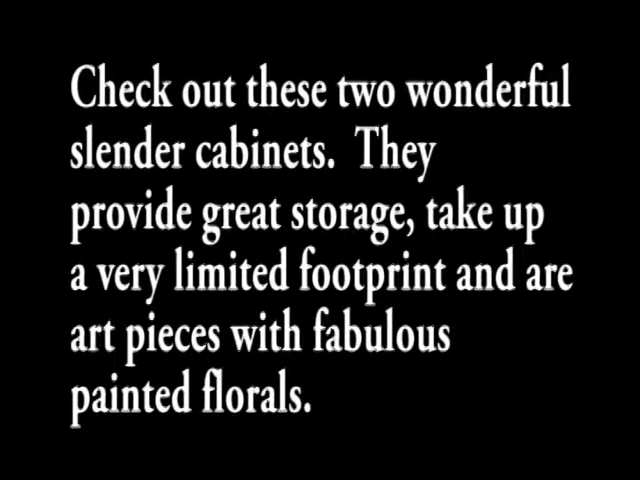 Check out these two wonderful
slender cabinets.  They
provide great storage, take up
a very limited footprint and are
art pieces with fabulous
painted florals.